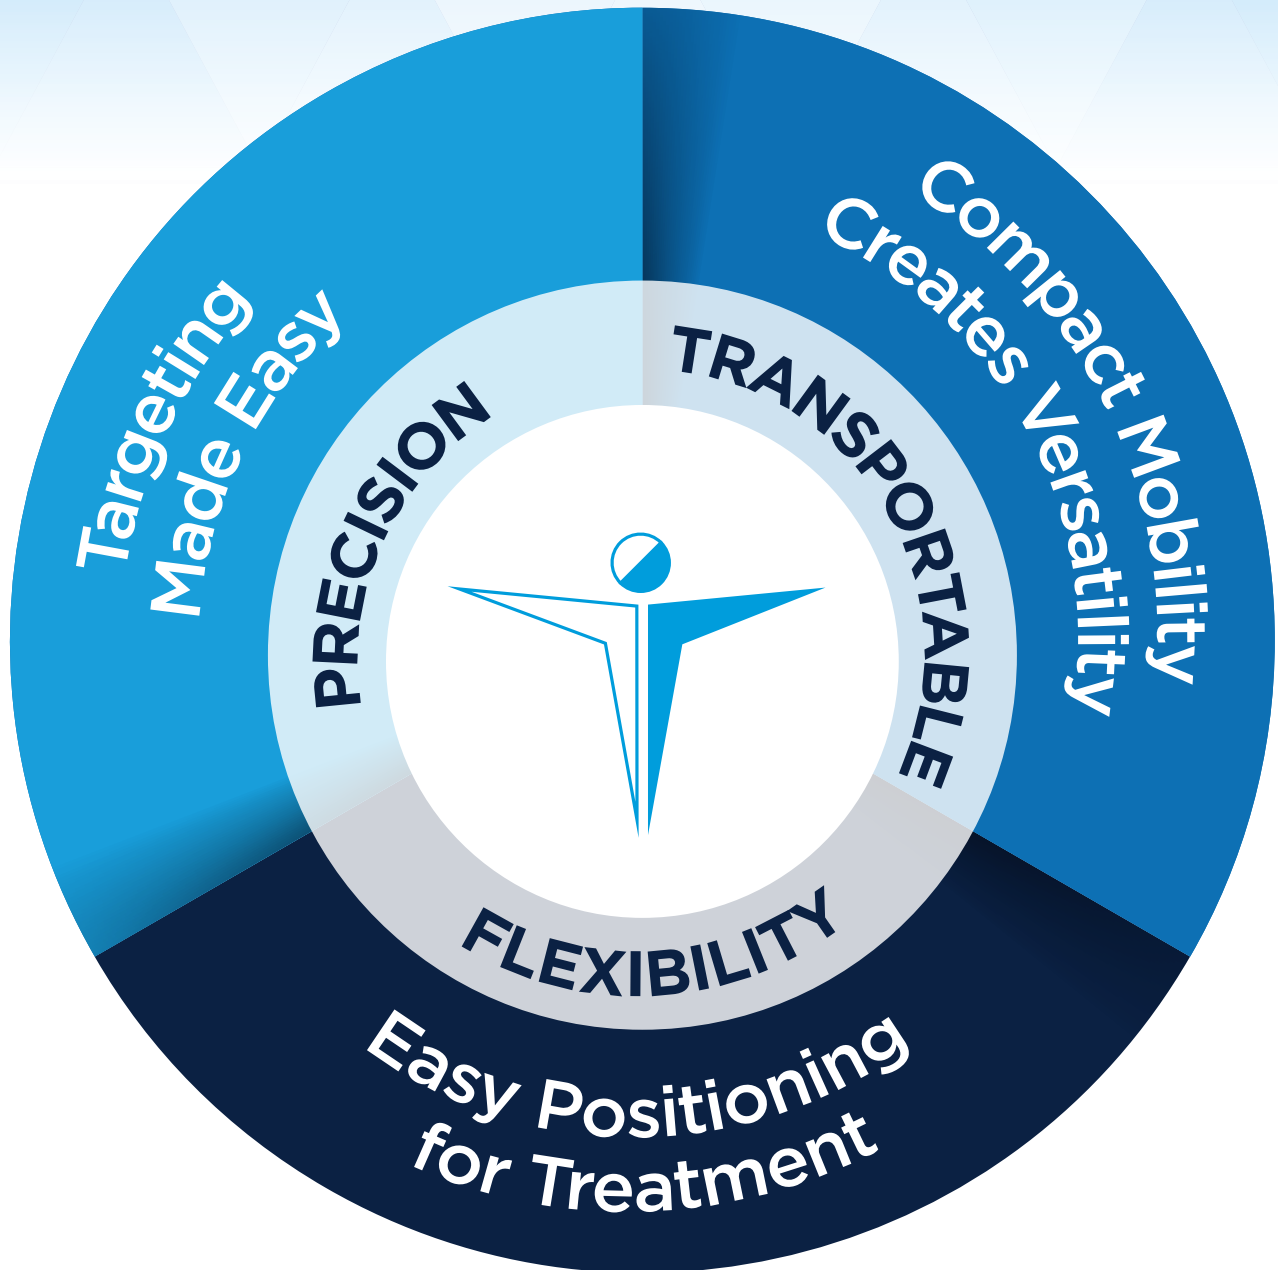 PRECISION
Targeting
Made Easy
TRANSPORTABLE
Compact Mobility
Creates Versatility
FLEXIBILITY
Easy Positioning
for Treatment